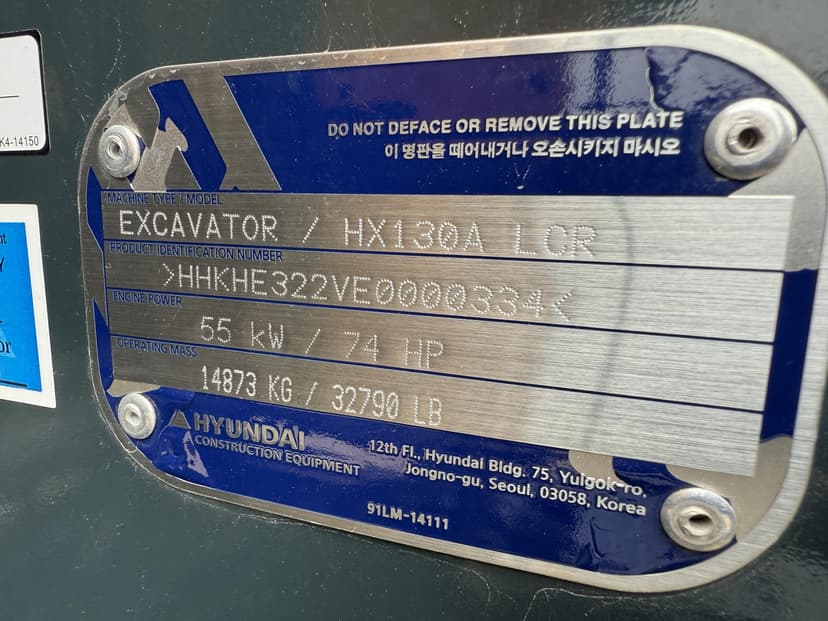 K4-14150
DO NOT DEFACE OR REMOVE THIS PLATE
이 명판을 떼어내거나 오손시키지 마시오
MACHINE TYPE / MODEL
EXCAVATOR / HX130A LCR
PRODUCT IDENTIFICATION NUMBER
>HHKHE322VE0000334<
ENGINE POWER
55 kW / 74 HP
OPERATING MASS
14873 KG / 32790 LB
HYUNDAI
CONSTRUCTION EQUIPMENT
12th Fl., Hyundai Bldg. 75, Yulgok-ro,
Jongno-gu, Seoul, 03058, Korea
91LM-14111